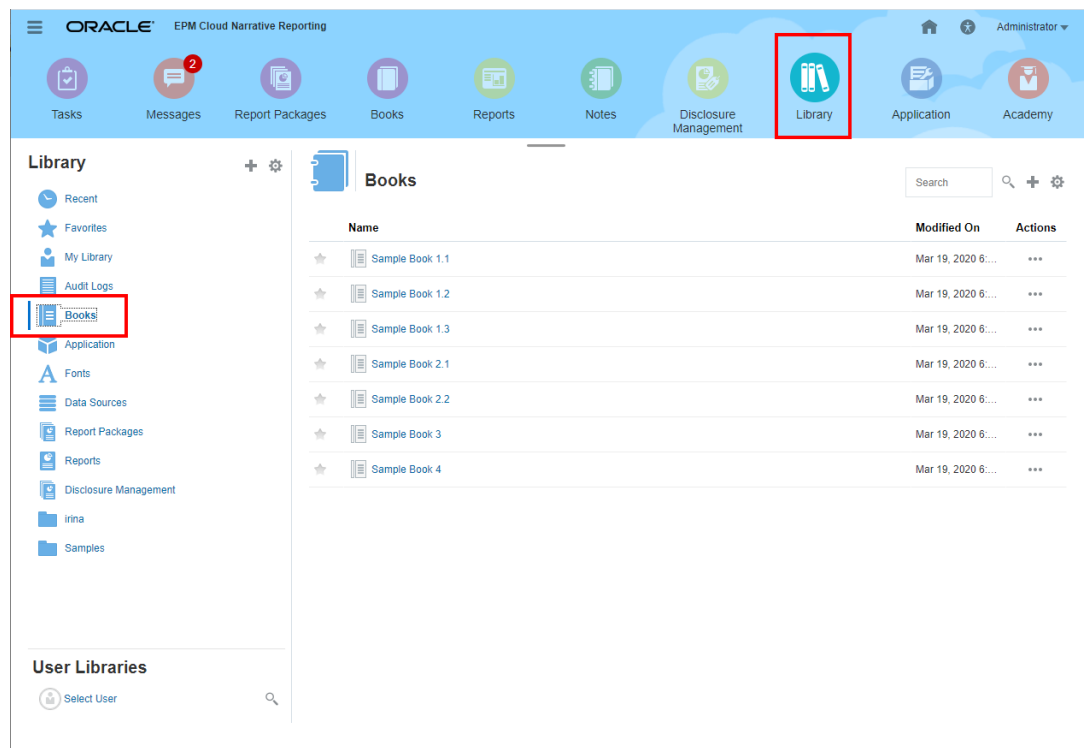 ORACLE® EPM Cloud Narrative Reporting Administrator
2
Tasks Messages Report Packages Books Reports Notes Disclosure Management Library Application Academy
Library
Recent
Favorites
My Library
Audit Logs
Books
Application
Fonts
Data Sources
Report Packages
Reports
Disclosure Management
irina
Samples
User Libraries
Select User
Books
Search
Name Modified On Actions
Sample Book 1.1 Mar 19, 2020 6:...
Sample Book 1.2 Mar 19, 2020 6:...
Sample Book 1.3 Mar 19, 2020 6:...
Sample Book 2.1 Mar 19, 2020 6:...
Sample Book 2.2 Mar 19, 2020 6:...
Sample Book 3 Mar 19, 2020 6:...
Sample Book 4 Mar 19, 2020 6:...